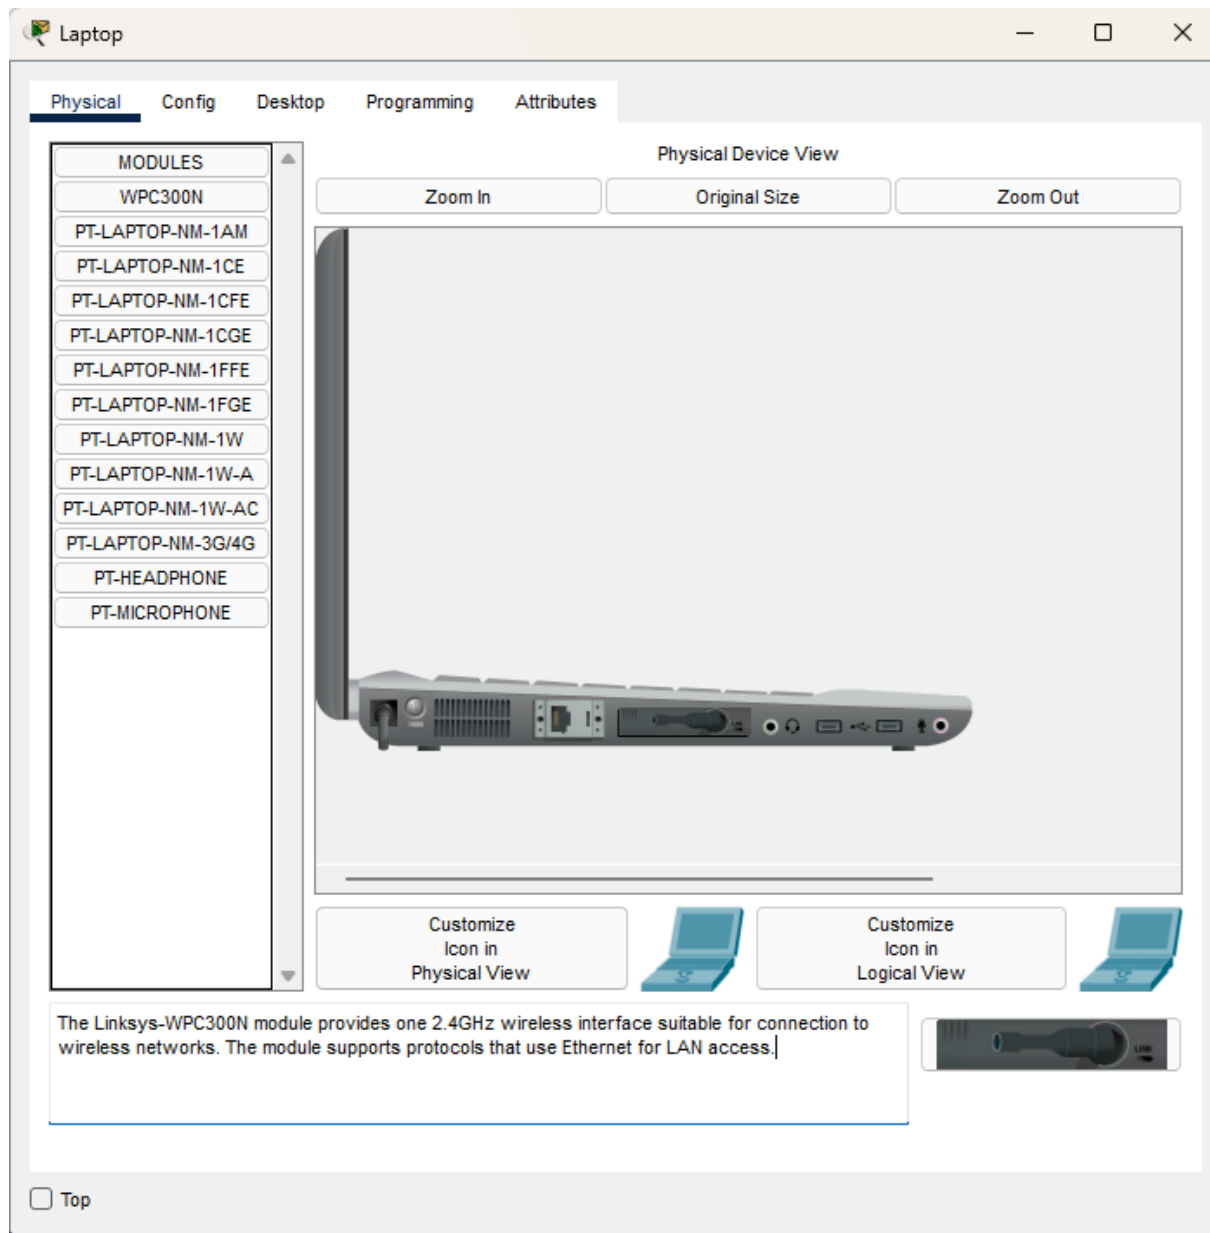 Laptop
Physical Config Desktop Programming Attributes
MODULES
WPC300N
PT-LAPTOP-NM-1AM
PT-LAPTOP-NM-1CE
PT-LAPTOP-NM-1CFE
PT-LAPTOP-NM-1CGE
PT-LAPTOP-NM-1FFE
PT-LAPTOP-NM-1FGE
PT-LAPTOP-NM-1W
PT-LAPTOP-NM-1W-A
PT-LAPTOP-NM-1W-AC
PT-LAPTOP-NM-3G/4G
PT-HEADPHONE
PT-MICROPHONE
Physical Device View
Zoom In Original Size Zoom Out
Customize
Icon in
Physical View
Customize
Icon in
Logical View
The Linksys-WPC300N module provides one 2.4GHz wireless interface suitable for connection to
wireless networks. The module supports protocols that use Ethernet for LAN access.
LINK
Top